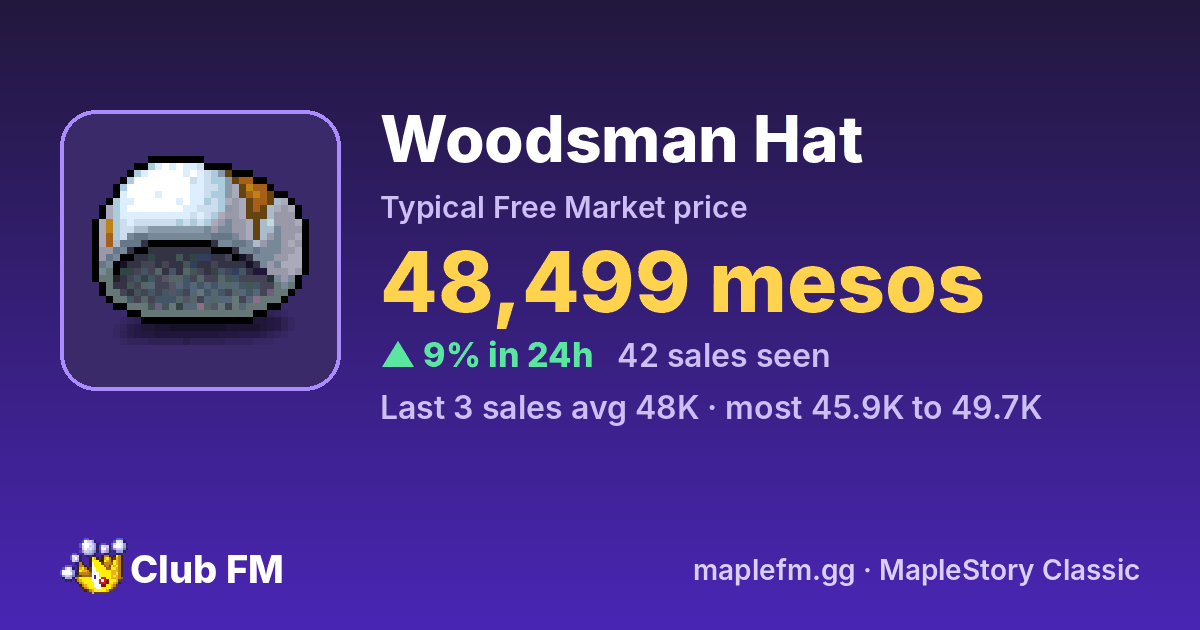 Woodsman Hat
Typical Free Market price
48,499 mesos
▲ 9% in 24h 42 sales seen
Last 3 sales avg 48K · most 45.9K to 49.7K
Club FM
maplefm.gg · MapleStory Classic